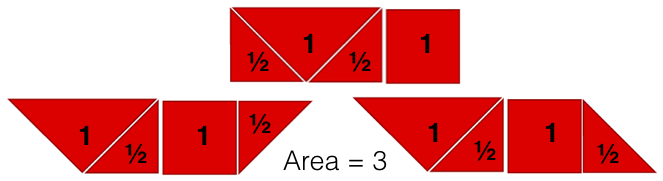 ½ 1 ½ 1
1 ½ 1 ½
1 ½ 1 ½
Area = 3